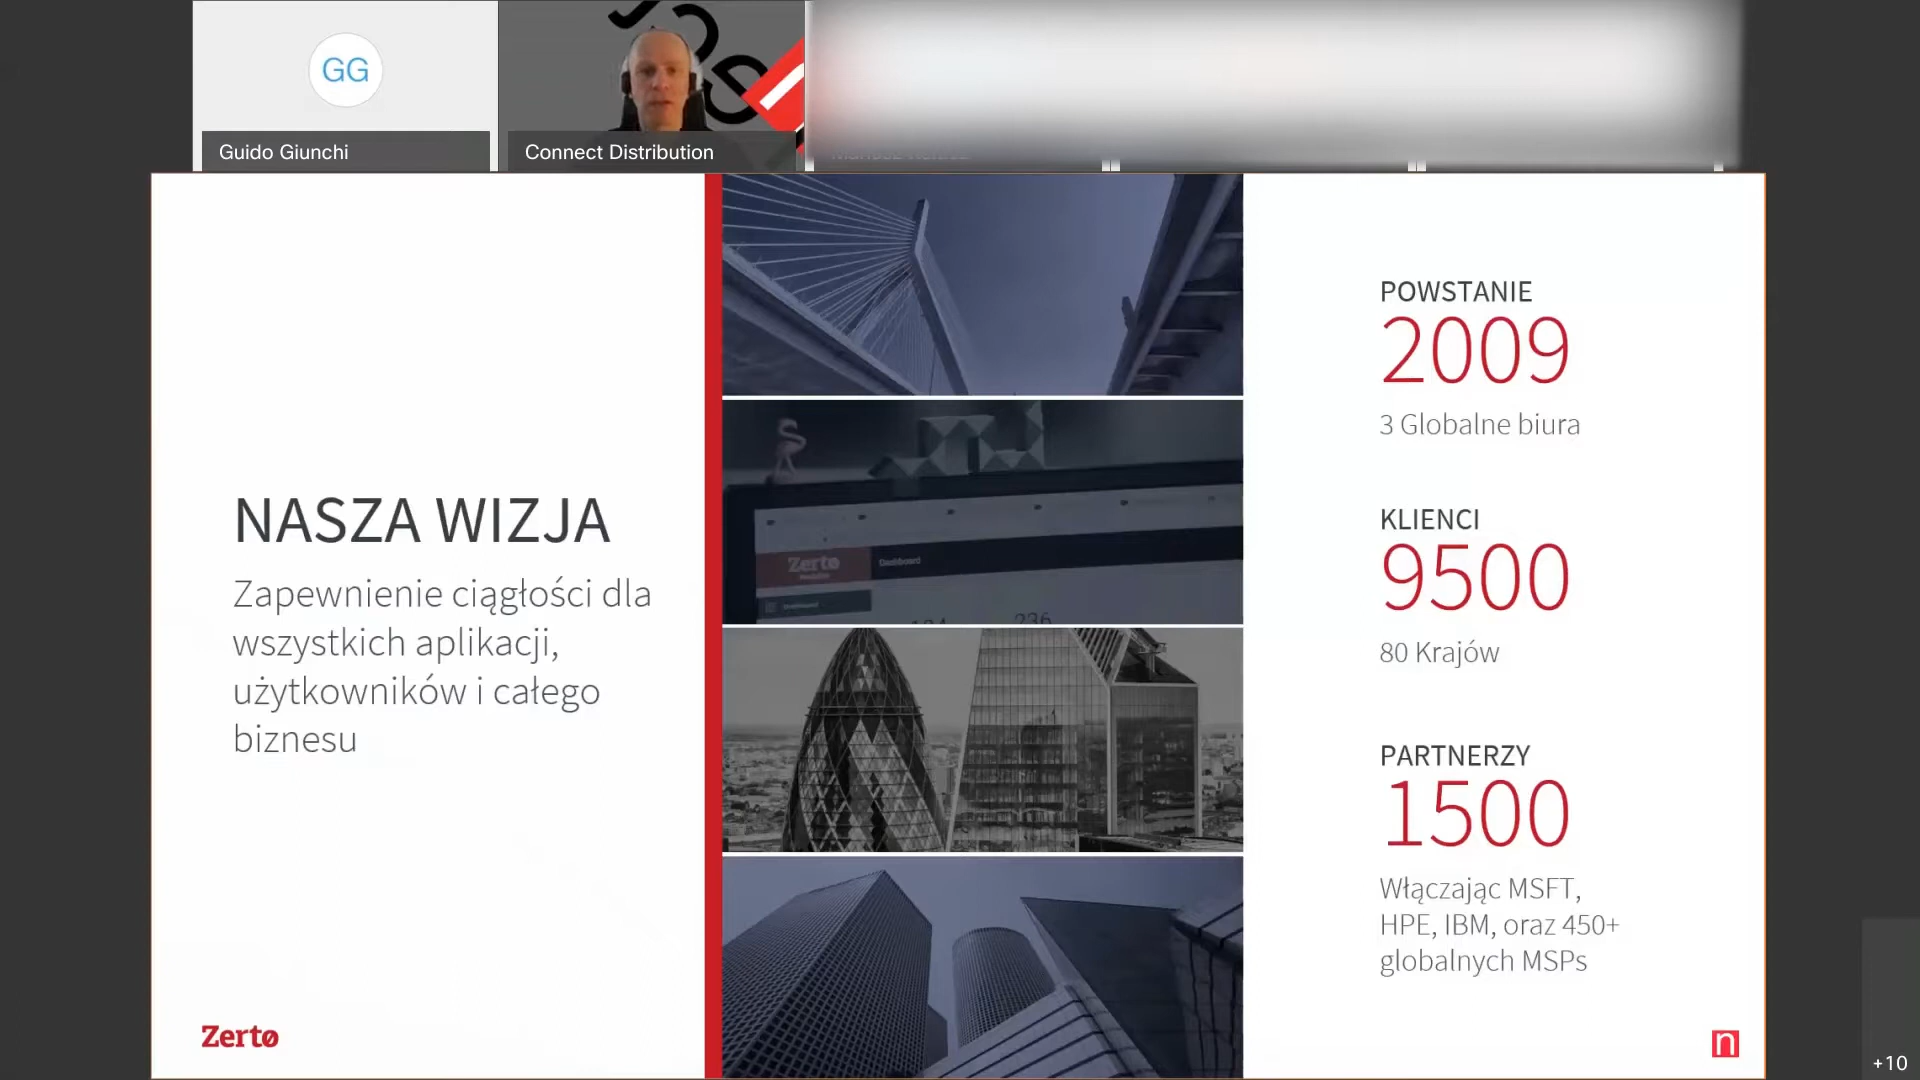 GG
Guido Giunchi
Connect Distribution
NASZA WIZJA
Zapewnienie ciągłości dla
wszystkich aplikacji,
użytkowników i całego
biznesu
Zerto
Zerto
Dashboard
Dashboard
236
POWSTANIE
2009
3 Globalne biura
KLIENCI
9500
80 Krajów
PARTNERZY
1500
Włączając MSFT,
HPE, IBM, oraz 450+
globalnych MSPs
n
+10